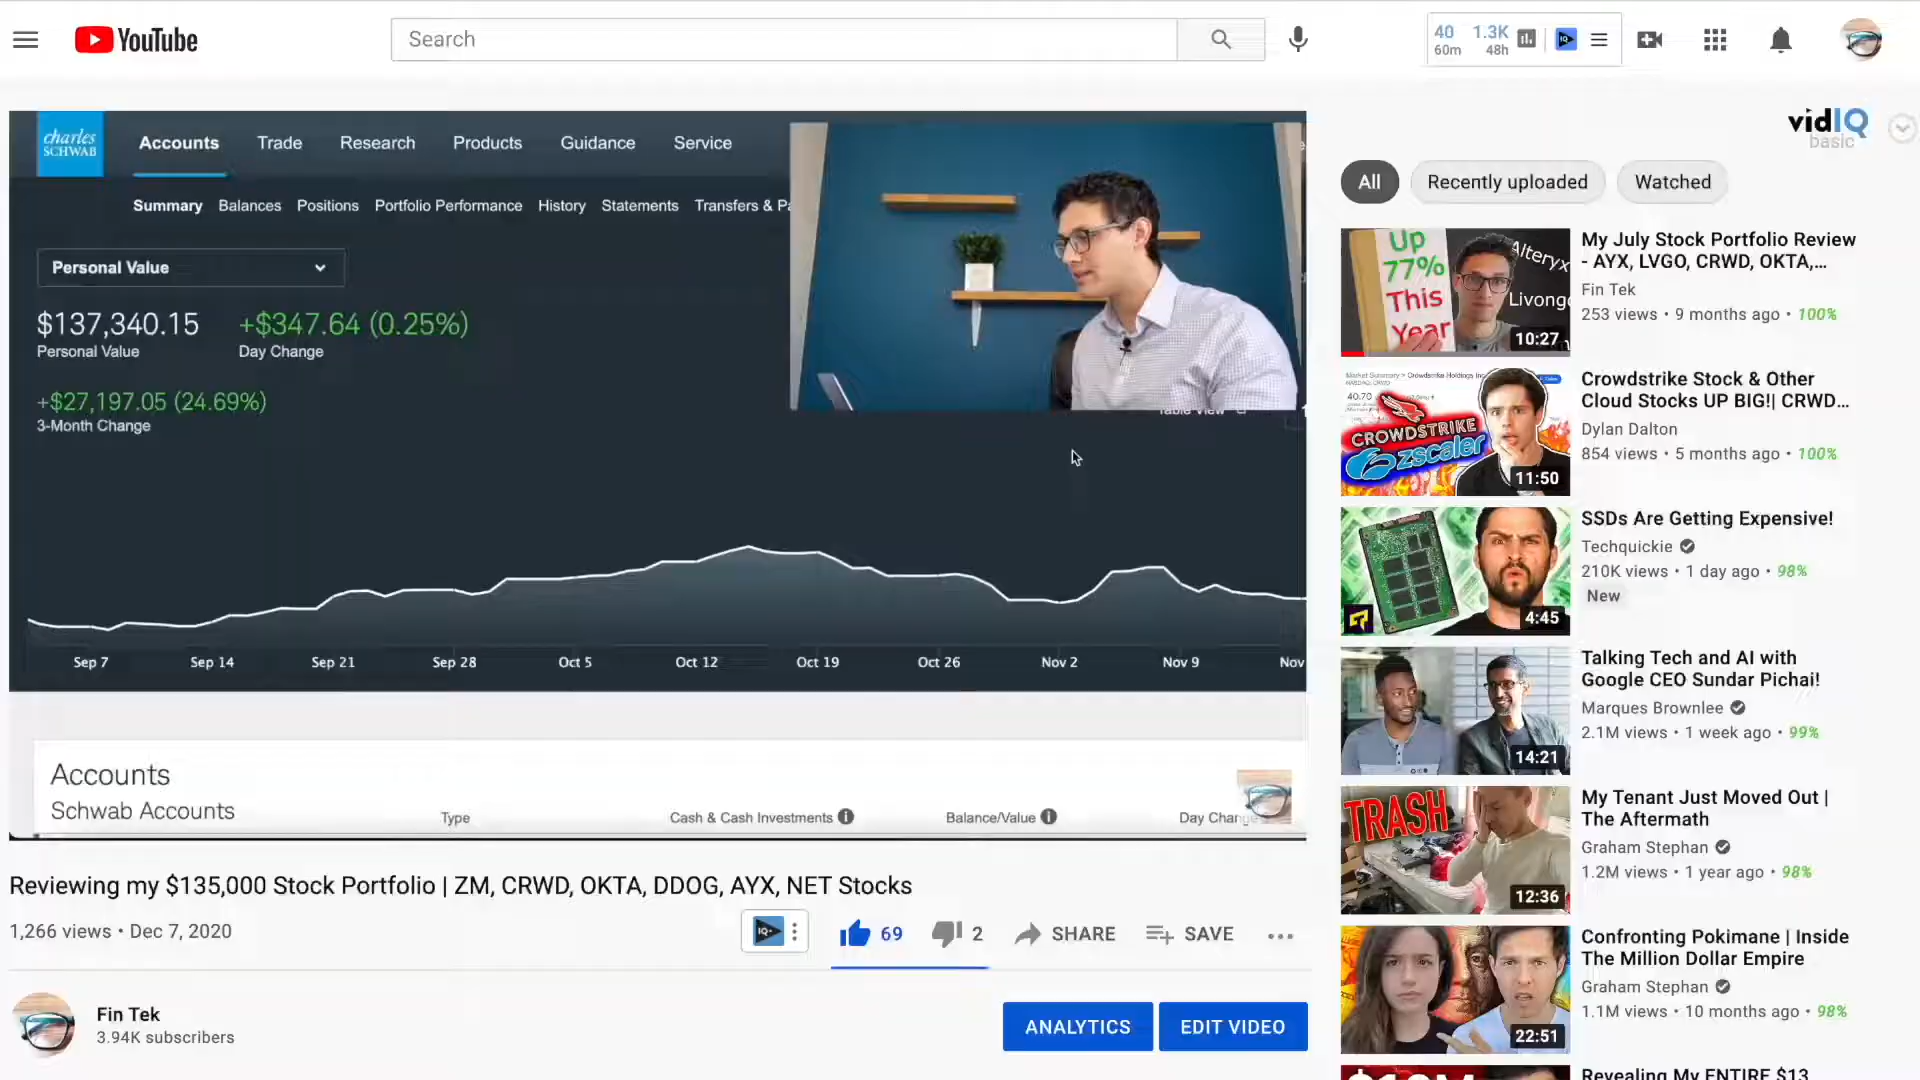 YouTube
Search
40 1.3K
60m 48h
charles
SCHWAB
Accounts Trade Research Products Guidance Service
Summary Balances Positions Portfolio Performance History Statements Transfers &
Personal Value
$137,340.15 +$347.64 (0.25%)
Personal Value Day Change
+$27,197.05 (24.69%)
3-Month Change
Table View
Sep 7 Sep 14 Sep 21 Sep 28 Oct 5 Oct 12 Oct 19 Oct 26 Nov 2 Nov 9 Nov
Accounts
Schwab Accounts
Type Cash & Cash Investments Balance/Value Day Change
Reviewing my $135,000 Stock Portfolio | ZM, CRWD, OKTA, DDOG, AYX, NET Stocks
1,266 views • Dec 7, 2020
IQ 69 2 SHARE SAVE
Fin Tek
3.94K subscribers
ANALYTICS EDIT VIDEO
vidIQ
basic
All Recently uploaded Watched
Up
77%
This
Year
Alteryx
Livongo
10:27
My July Stock Portfolio Review
- AYX, LVGO, CRWD, OKTA,...
Fin Tek
253 views • 9 months ago • 100%
40.70
CROWDSTRIKE
zscaler
11:50
Crowdstrike Stock & Other
Cloud Stocks UP BIG!| CRWD...
Dylan Dalton
854 views • 5 months ago • 100%
4:45
SSDs Are Getting Expensive!
Techquickie
210K views • 1 day ago • 98%
New
14:21
Talking Tech and AI with
Google CEO Sundar Pichai!
Marques Brownlee
2.1M views • 1 week ago • 99%
TRASH
12:36
My Tenant Just Moved Out |
The Aftermath
Graham Stephan
1.2M views • 1 year ago • 98%
22:51
Confronting Pokimane | Inside
The Million Dollar Empire
Graham Stephan
1.1M views • 10 months ago • 98%
Revealing My ENTIRE $13